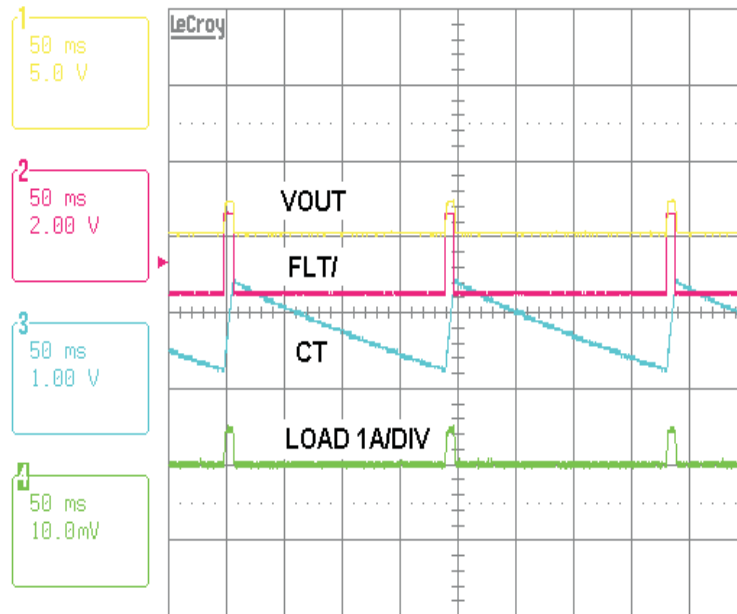 LeCroy
1
50 ms
5.0 V
2
50 ms
2.00 V
VOUT
FLT/
3
50 ms
1.00 V
CT
LOAD 1A/DIV
4
50 ms
10.0mV